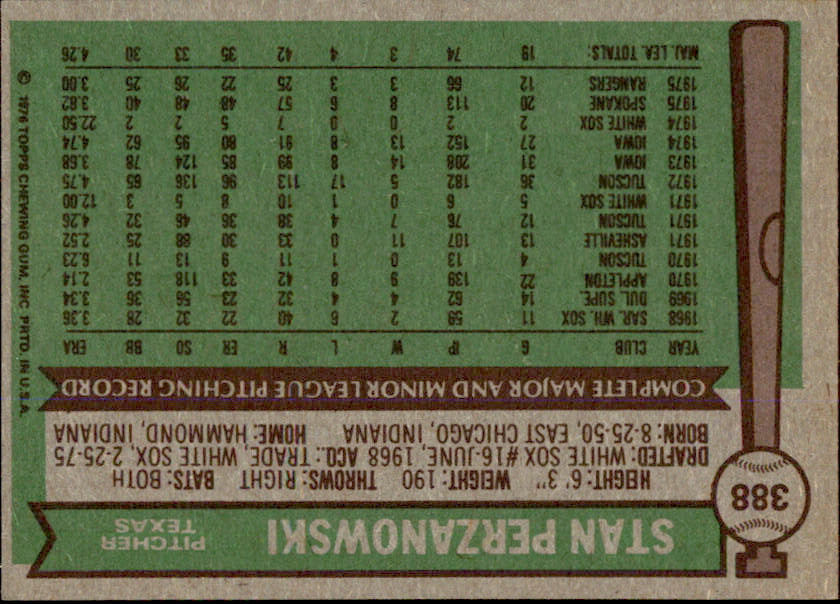 STAN PERZANOWSKI
PITCHER
TEXAS
388
HEIGHT: 6' 3" WEIGHT: 190 THROWS: RIGHT BATS: BOTH
DRAFTED: WHITE SOX #16-JUNE, 1968 ACQ: TRADE, WHITE SOX, 2-25-75
BORN: 8-25-50, EAST CHICAGO, INDIANA HOME: HAMMOND, INDIANA
COMPLETE MAJOR AND MINOR LEAGUE PITCHING RECORD
YEAR CLUB G IP W L R ER SO BB ERA
1968 SAR. WH. SOX 11 59 2 6 40 22 32 28 3.36
1969 DUL. SUPE. 14 62 4 4 32 23 56 36 3.34
1970 APPLETON 22 139 9 8 42 33 118 53 2.14
1970 TUCSON 4 13 0 1 11 9 13 11 6.23
1971 ASHEVILLE 13 107 11 0 33 30 88 25 2.52
1971 TUCSON 12 76 7 4 38 36 46 32 4.26
1971 WHITE SOX 5 6 0 1 10 8 5 3 12.00
1972 TUCSON 36 182 5 17 113 96 136 65 4.75
1973 IOWA 31 208 14 8 99 85 124 78 3.68
1974 IOWA 27 152 13 8 91 80 95 62 4.74
1974 WHITE SOX 2 2 0 0 7 5 2 2 22.50
1975 SPOKANE 20 113 8 6 57 48 48 40 3.82
1975 RANGERS 12 66 3 3 25 22 26 25 3.00
MAJ. LEA. TOTALS: 19 74 3 4 42 35 33 30 4.26
© 1976 TOPPS CHEWING GUM, INC. PRTD. IN U.S.A.